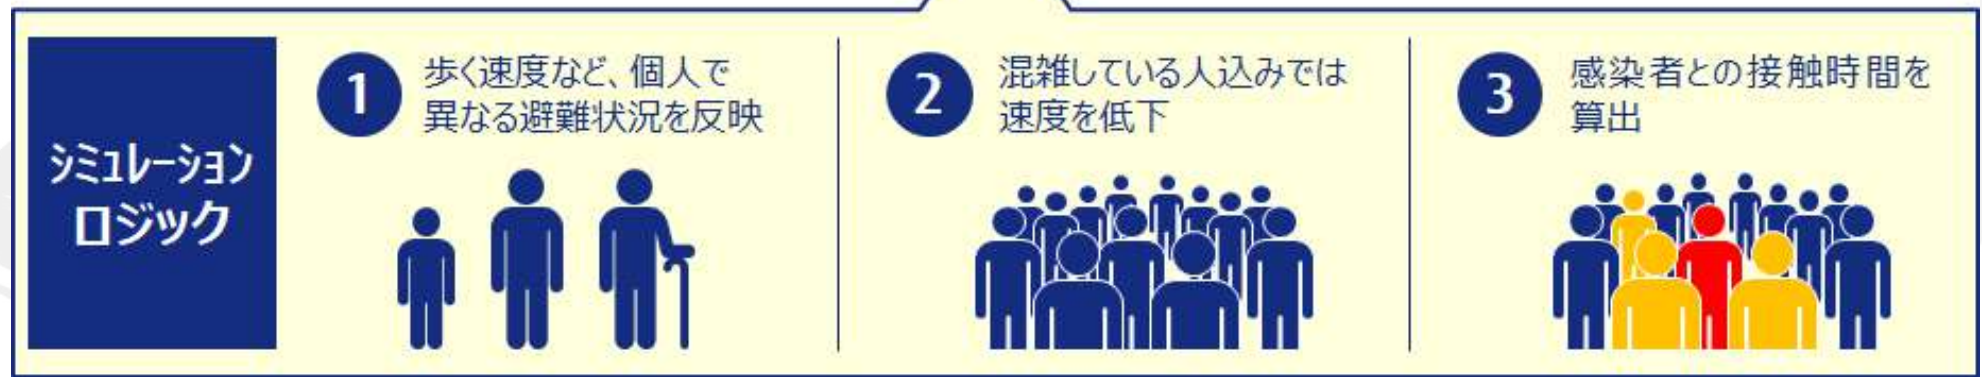 シミュレーション
ロジック
1
歩く速度など、個人で
異なる避難状況を反映
2
混雑している人込みでは
速度を低下
3
感染者との接触時間を
算出